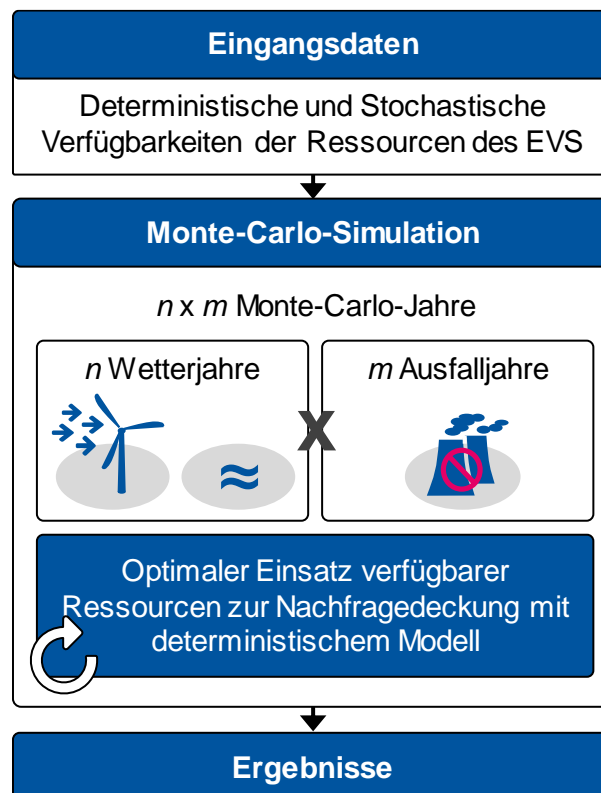 Eingangsdaten
Deterministische und Stochastische
Verfügbarkeiten der Ressourcen des EVS
Monte-Carlo-Simulation
n x m Monte-Carlo-Jahre
n Wetterjahre
X
m Ausfalljahre
Optimaler Einsatz verfügbarer
Ressourcen zur Nachfragedeckung mit
deterministischem Modell
Ergebnisse